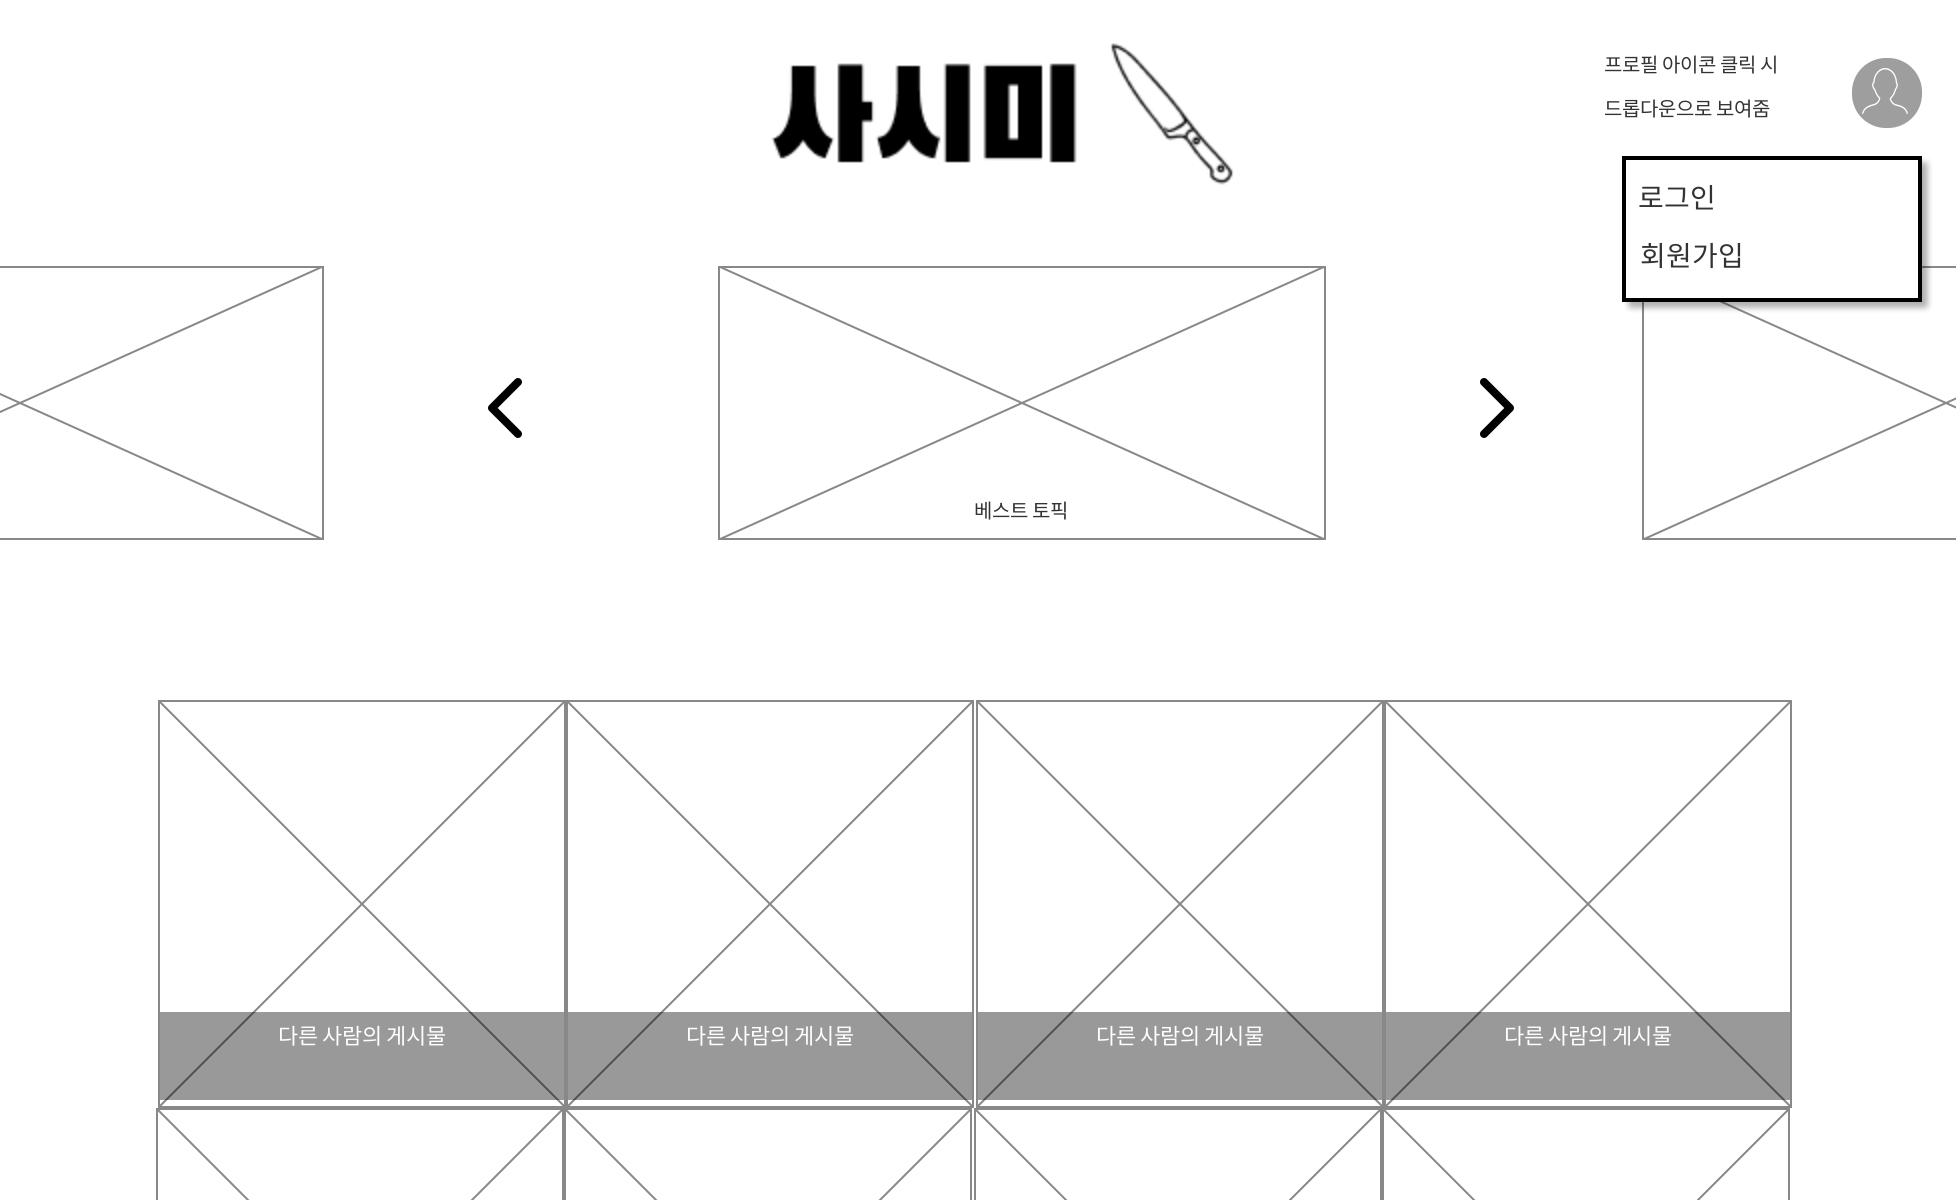 사시미
프로필 아이콘 클릭 시
드롭다운으로 보여줌
로그인
회원가입
베스트 토픽
다른 사람의 게시물
다른 사람의 게시물
다른 사람의 게시물
다른 사람의 게시물